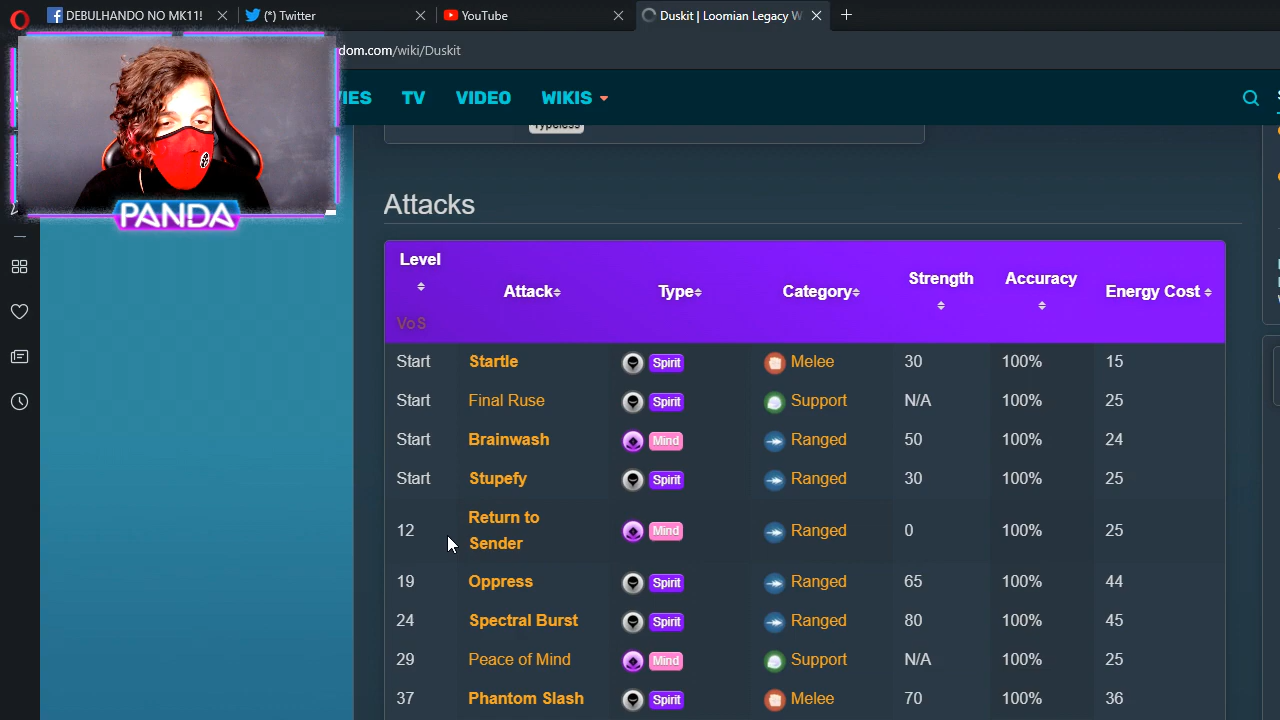 DEBULHANDO NO MK11!
(*) Twitter
YouTube
Duskit | Loomian Legacy W
dom.com/wiki/Duskit
TV
VIDEO
WIKIS
PANDA
Typeless
Attacks
Level
Attack
Type
Category
Strength
Accuracy
Energy Cost
VoS
Start Startle Spirit Melee 30 100% 15
Start Final Ruse Spirit Support N/A 100% 25
Start Brainwash Mind Ranged 50 100% 24
Start Stupefy Spirit Ranged 30 100% 25
12 Return to
Sender Mind Ranged 0 100% 25
19 Oppress Spirit Ranged 65 100% 44
24 Spectral Burst Spirit Ranged 80 100% 45
29 Peace of Mind Mind Support N/A 100% 25
37 Phantom Slash Spirit Melee 70 100% 36